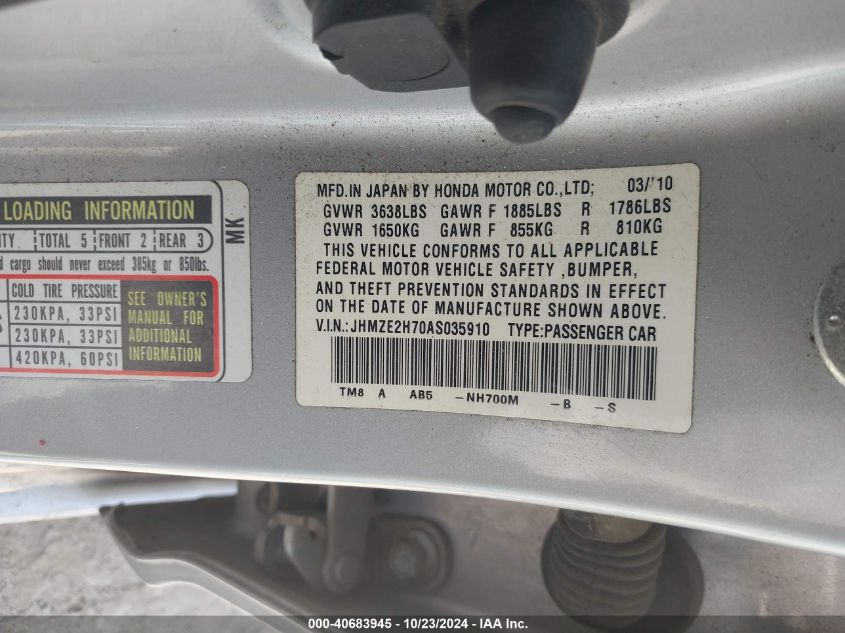 LOADING INFORMATION
TY. TOTAL 5 FRONT 2 REAR 3
d cargo should never exceed 385kg or 850lbs.
COLD TIRE PRESSURE
230KPA, 33PSI
230KPA, 33PSI
420KPA, 60PSI
SEE OWNER'S
MANUAL FOR
ADDITIONAL
INFORMATION
MK
MFD.IN JAPAN BY HONDA MOTOR CO.,LTD; 03/'10
GVWR 3638LBS GAWR F 1885LBS R 1786LBS
GVWR 1650KG GAWR F 855KG R 810KG
THIS VEHICLE CONFORMS TO ALL APPLICABLE
FEDERAL MOTOR VEHICLE SAFETY ,BUMPER,
AND THEFT PREVENTION STANDARDS IN EFFECT
ON THE DATE OF MANUFACTURE SHOWN ABOVE.
V.I.N.:JHMZE2H70AS035910 TYPE:PASSENGER CAR
TM8 A AB5 -NH700M -B -S
000-40683945 - 10/23/2024 - IAA Inc.